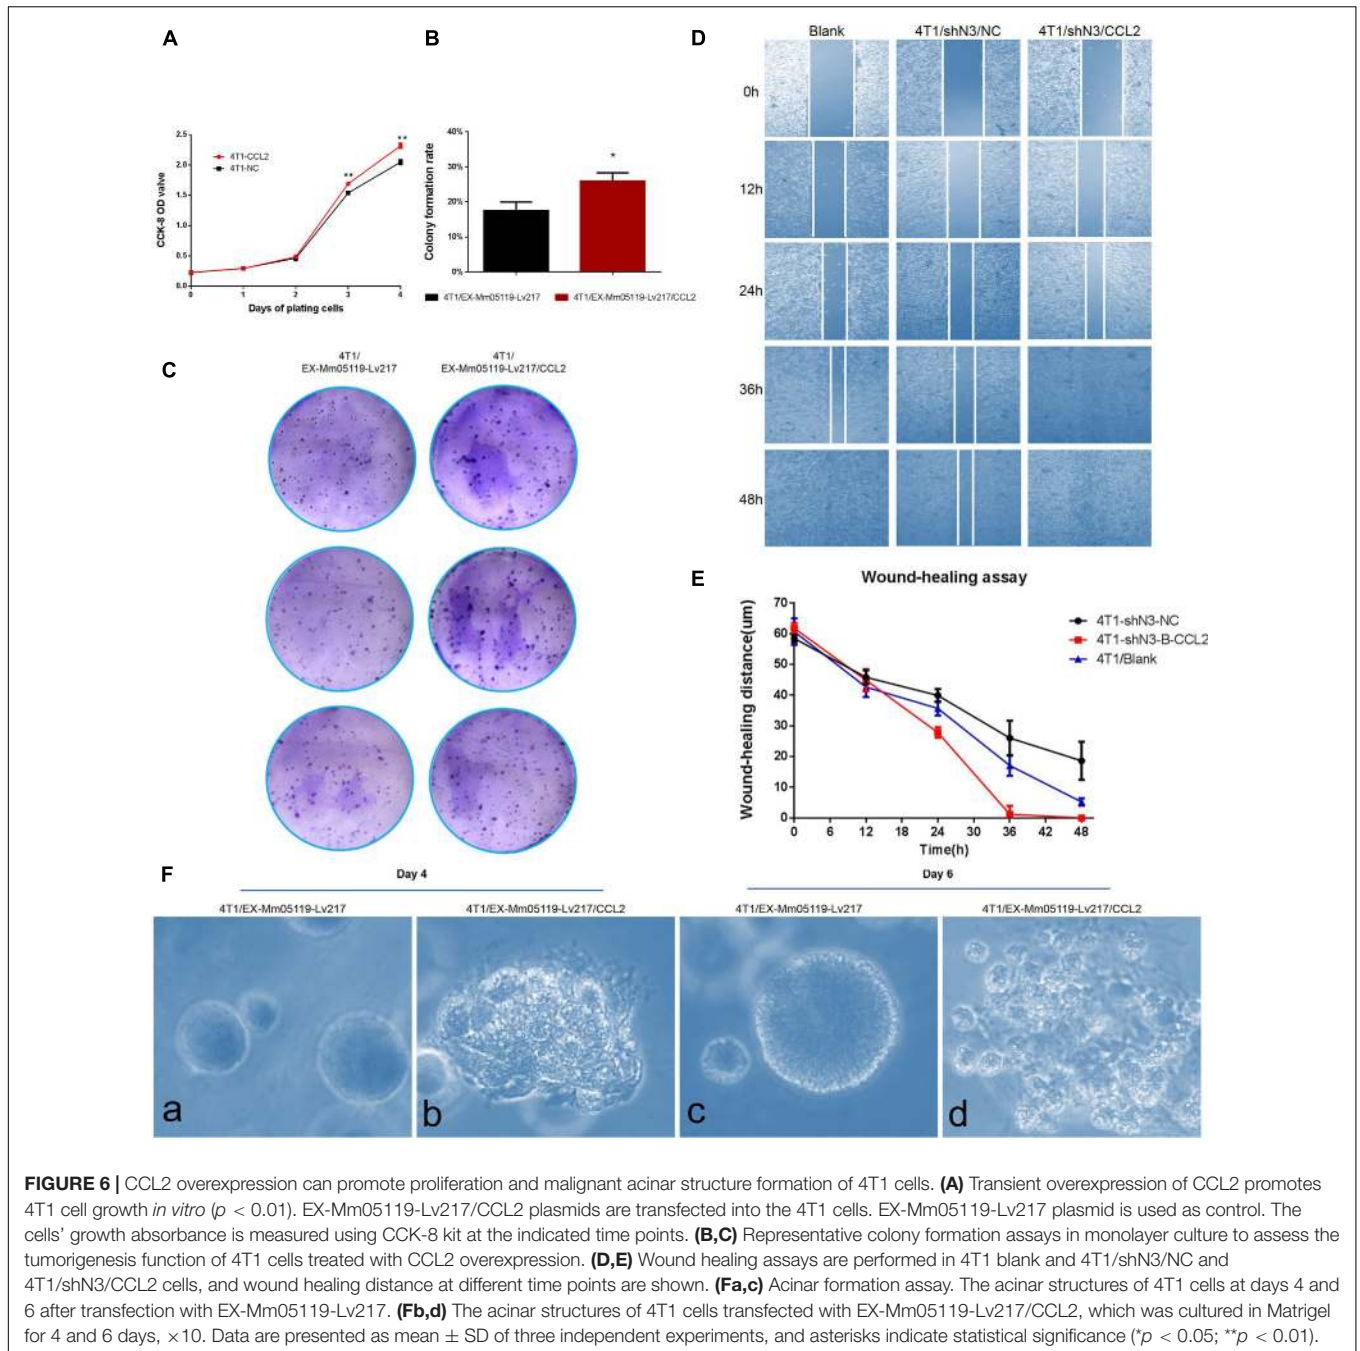 A
B
D
Blank
4T1/shN3/NC
4T1/shN3/CCL2
0h
12h
24h
36h
48h
CCK-8 OD valve
2.5
2.0
1.5
1.0
0.5
0.0
4T1-CCL2
4T1-NC
**
**
0
1
2
3
4
Days of plating cells
Colony formation rate
40%
30%
20%
10%
0%
*
4T1/EX-Mm05119-Lv217
4T1/EX-Mm05119-Lv217/CCL2
C
4T1/
EX-Mm05119-Lv217
4T1/
EX-Mm05119-Lv217/CCL2
E
Wound-healing assay
Wound-healing distance(um)
70
60
50
40
30
20
10
0
4T1-shN3-NC
4T1-shN3-B-CCL2
4T1/Blank
0
6
12
18
24
30
36
42
48
Time(h)
F
Day 4
Day 6
4T1/EX-Mm05119-Lv217
4T1/EX-Mm05119-Lv217/CCL2
4T1/EX-Mm05119-Lv217
4T1/EX-Mm05119-Lv217/CCL2
a
b
c
d
FIGURE 6 | CCL2 overexpression can promote proliferation and malignant acinar structure formation of 4T1 cells. (A) Transient overexpression of CCL2 promotes
4T1 cell growth in vitro (p < 0.01). EX-Mm05119-Lv217/CCL2 plasmids are transfected into the 4T1 cells. EX-Mm05119-Lv217 plasmid is used as control. The
cells' growth absorbance is measured using CCK-8 kit at the indicated time points. (B,C) Representative colony formation assays in monolayer culture to assess the
tumorigenesis function of 4T1 cells treated with CCL2 overexpression. (D,E) Wound healing assays are performed in 4T1 blank and 4T1/shN3/NC and
4T1/shN3/CCL2 cells, and wound healing distance at different time points are shown. (Fa,c) Acinar formation assay. The acinar structures of 4T1 cells at days 4 and
6 after transfection with EX-Mm05119-Lv217. (Fb,d) The acinar structures of 4T1 cells transfected with EX-Mm05119-Lv217/CCL2, which was cultured in Matrigel
for 4 and 6 days, ×10. Data are presented as mean ± SD of three independent experiments, and asterisks indicate statistical significance (*p < 0.05; **p < 0.01).